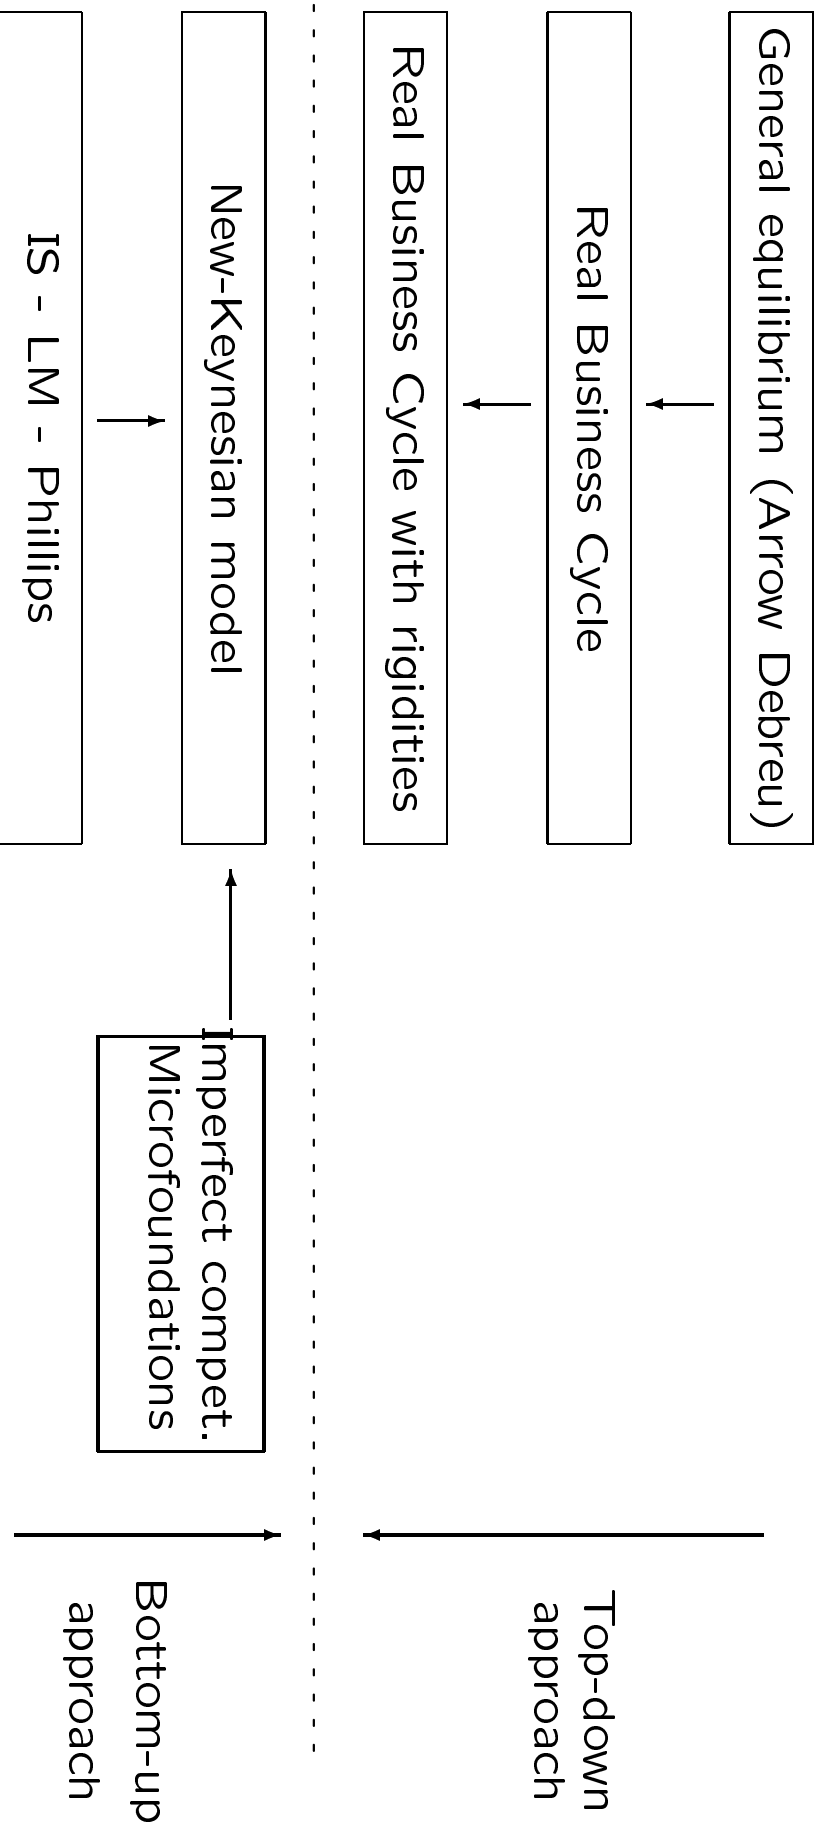 General equilibrium (Arrow Debreu)
Real Business Cycle
Real Business Cycle with rigidities
New-Keynesian model
IS - LM - Phillips
Imperfect compet.
Microfoundations
Top-down
approach
Bottom-up
approach